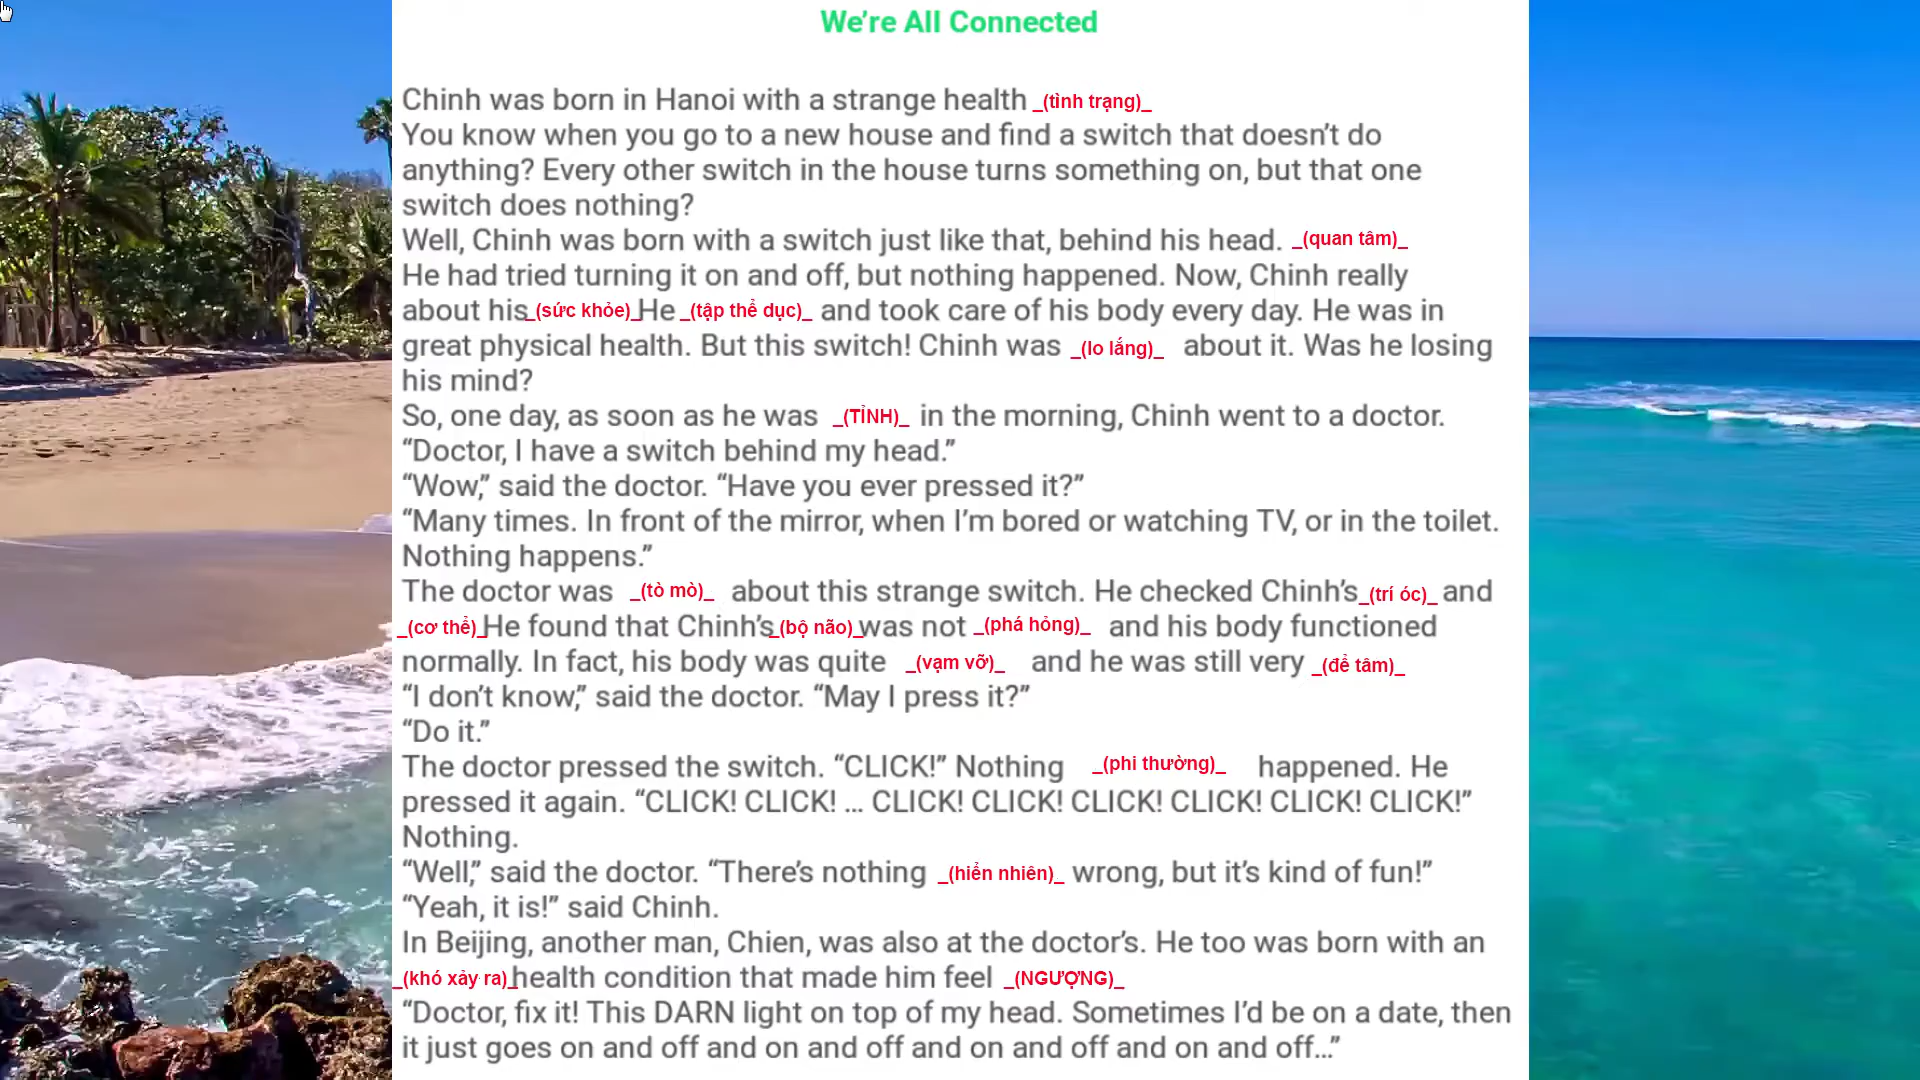 We’re All Connected
Chinh was born in Hanoi with a strange health _(tình trạng)_
You know when you go to a new house and find a switch that doesn’t do
anything? Every other switch in the house turns something on, but that one
switch does nothing?
Well, Chinh was born with a switch just like that, behind his head. _(quan tâm)_
He had tried turning it on and off, but nothing happened. Now, Chinh really
about his_(sức khỏe)_He _(tập thể dục)_ and took care of his body every day. He was in
great physical health. But this switch! Chinh was _(lo lắng)_ about it. Was he losing
his mind?
So, one day, as soon as he was _(TỈNH)_ in the morning, Chinh went to a doctor.
“Doctor, I have a switch behind my head.”
“Wow,” said the doctor. “Have you ever pressed it?”
“Many times. In front of the mirror, when I’m bored or watching TV, or in the toilet.
Nothing happens.”
The doctor was _(tò mò)_ about this strange switch. He checked Chinh’s_(trí óc)_ and
_(cơ thể)_He found that Chinh’s_(bộ não)_was not _(phá hỏng)_ and his body functioned
normally. In fact, his body was quite _(vạm vỡ)_ and he was still very _(để tâm)_
“I don’t know,” said the doctor. “May I press it?”
“Do it.”
The doctor pressed the switch. “CLICK!” Nothing _(phi thường)_ happened. He
pressed it again. “CLICK! CLICK! ... CLICK! CLICK! CLICK! CLICK! CLICK! CLICK!”
Nothing.
“Well,” said the doctor. “There’s nothing _(hiển nhiên)_ wrong, but it’s kind of fun!”
“Yeah, it is!” said Chinh.
In Beijing, another man, Chien, was also at the doctor’s. He too was born with an
_(khó xảy ra)_health condition that made him feel _(NGƯỢNG)_
“Doctor, fix it! This DARN light on top of my head. Sometimes I’d be on a date, then
it just goes on and off and on and off and on and off and on and off...”